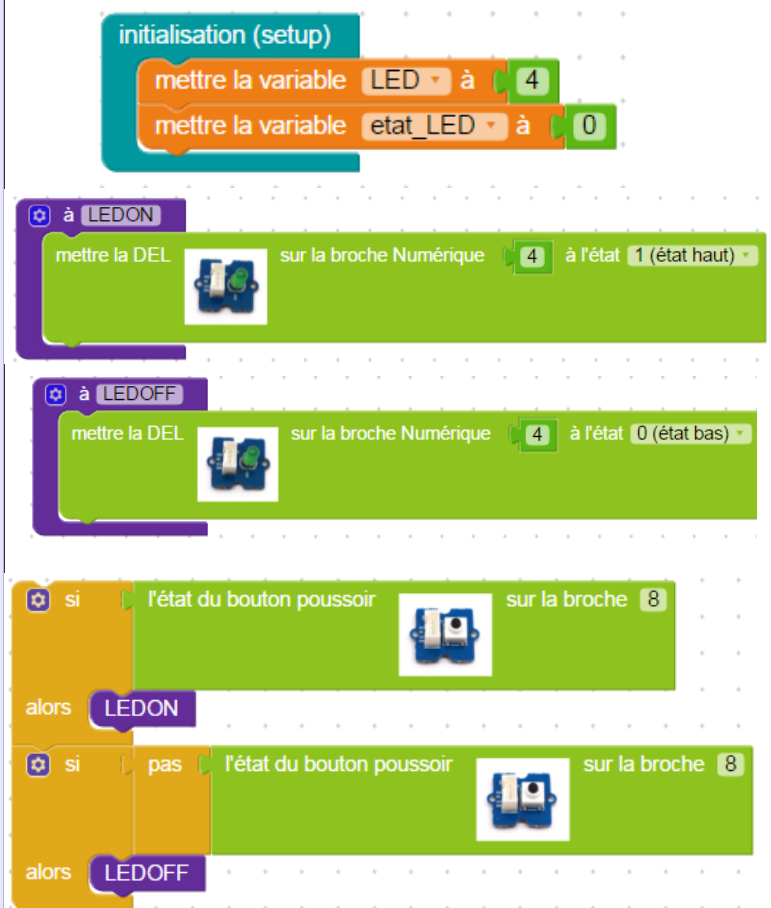 initialisation (setup)
mettre la variable LED à 4
mettre la variable etat_LED à 0
à LEDON
mettre la DEL sur la broche Numérique 4 à l'état 1 (état haut)
à LEDOFF
mettre la DEL sur la broche Numérique 4 à l'état 0 (état bas)
si l'état du bouton poussoir sur la broche 8
alors LEDON
si pas l'état du bouton poussoir sur la broche 8
alors LEDOFF